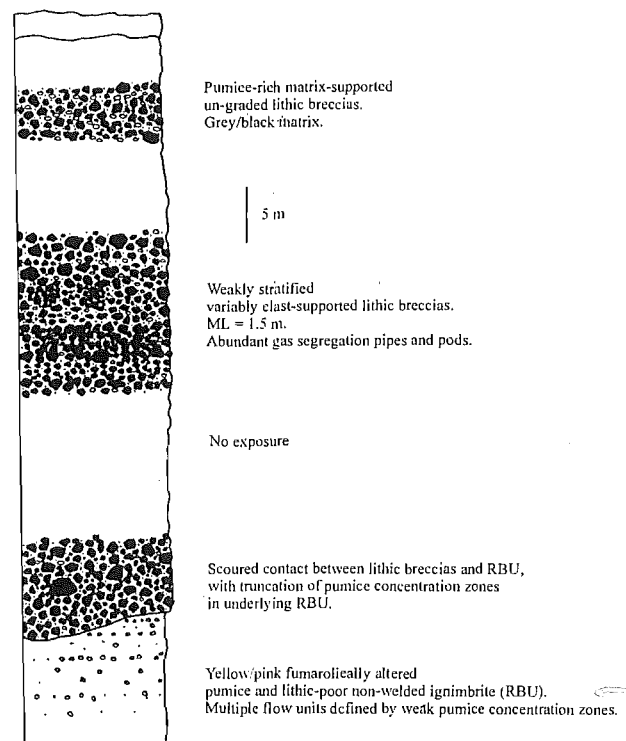 Pumice-rich matrix-supported
un-graded lithic breccias.
Grey/black matrix.
5 m
Weakly stratified
variably clast-supported lithic breccias.
ML = 1.5 m.
Abundant gas segregation pipes and pods.
No exposure
Scoured contact between lithic breccias and RBU,
with truncation of pumice concentration zones
in underlying RBU.
Yellow/pink fumarolically altered
pumice and lithic-poor non-welded ignimbrite (RBU).
Multiple flow units defined by weak pumice concentration zones.